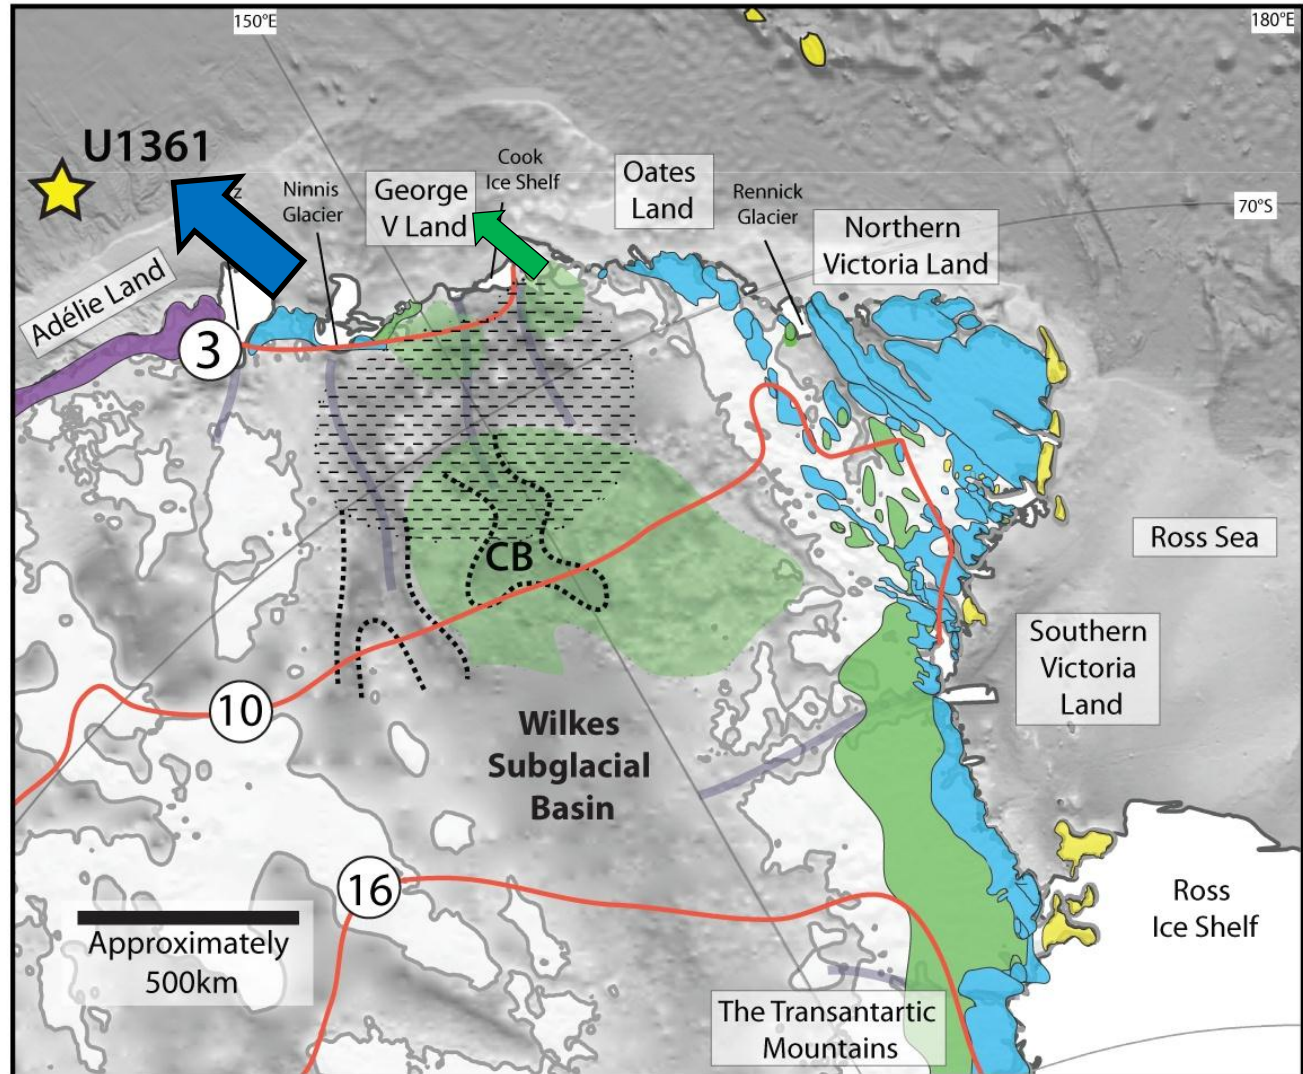 150°E
180°E
U1361
z
Ninnis
Glacier
George
V Land
Cook
Ice Shelf
Oates
Land
Rennick
Glacier
70°S
Northern
Victoria Land
Adélie Land
3
CB
Ross Sea
Southern
Victoria
Land
10
Wilkes
Subglacial
Basin
16
Approximately
500km
Ross
Ice Shelf
The Transantartic
Mountains